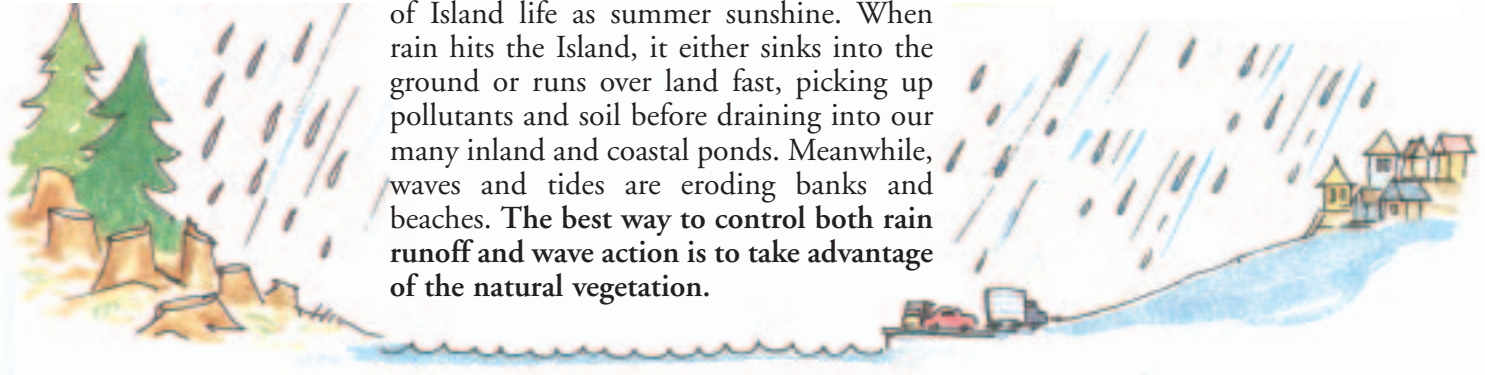 of Island life as summer sunshine. When
rain hits the Island, it either sinks into the
ground or runs over land fast, picking up
pollutants and soil before draining into our
many inland and coastal ponds. Meanwhile,
waves and tides are eroding banks and
beaches. The best way to control both rain
runoff and wave action is to take advantage
of the natural vegetation.